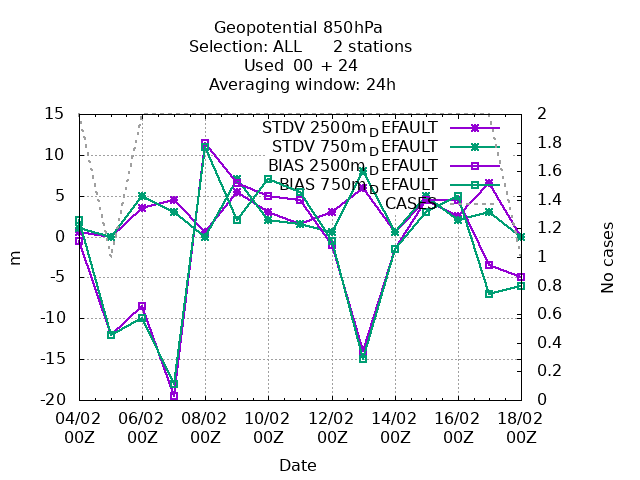 Geopotential 850hPa
Selection: ALL 2 stations
Used 00 + 24
Averaging window: 24h
STDV 2500m_DEFAULT
STDV 750m_DEFAULT
BIAS 2500m_DEFAULT
BIAS 750m_DEFAULT
CASES
15
10
5
0
-5
-10
-15
-20
m
2
1.8
1.6
1.4
1.2
1
0.8
0.6
0.4
0.2
0
No cases
04/02 06/02 08/02 10/02 12/02 14/02 16/02 18/02
00Z 00Z 00Z 00Z 00Z 00Z 00Z 00Z
Date